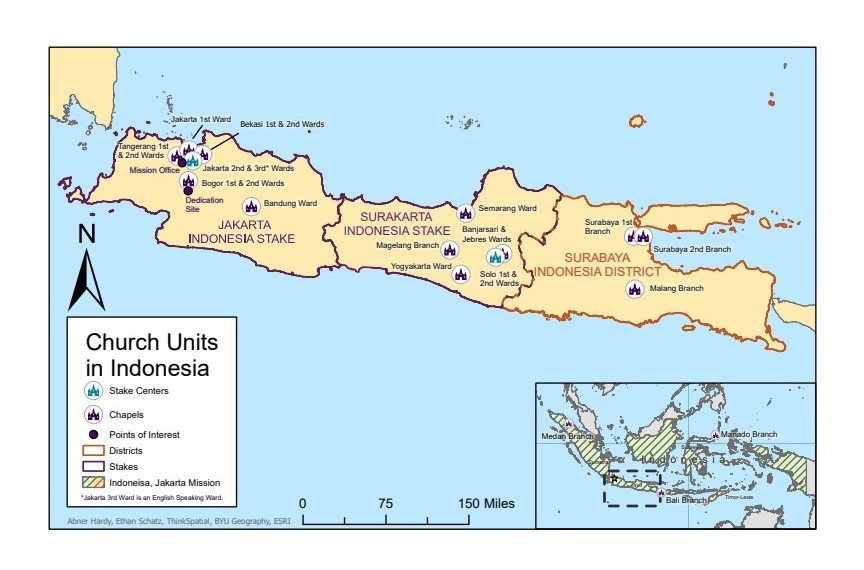 Jakarta 1st Ward
Bekasi 1st & 2nd Wards
Tangerang 1st
& 2nd Wards
Mission Office
Jakarta 2nd & 3rd* Wards
Bogor 1st & 2nd Wards
Dedication
Site
Bandung Ward
JAKARTA
INDONESIA STAKE
SURAKARTA
INDONESIA STAKE
Semarang Ward
Banjarsari &
Jebres Wards
Magelang Branch
Yogyakarta Ward
Solo 1st &
2nd Wards
Surabaya 1st
Branch
Surabaya 2nd Branch
SURABAYA
INDONESIA DISTRICT
Malang Branch
N
Church Units
in Indonesia
Stake Centers
Chapels
Points of Interest
Districts
Stakes
Indoneisa, Jakarta Mission
*Jakarta 3rd Ward is an English Speaking Ward.
Abner Hardy, Ethan Schatz, ThinkSpatial, BYU Geography, ESRI
0 75 150 Miles
Medan Branch
Manado Branch
Indonesia
Bali Branch
Timor-Leste